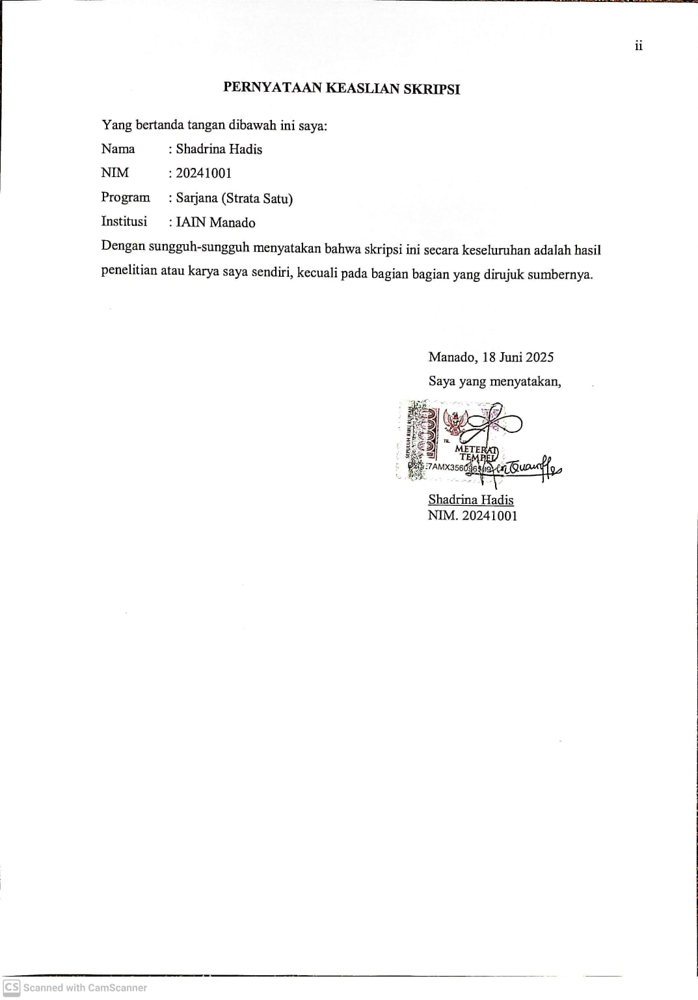 ii
PERNYATAAN KEASLIAN SKRIPSI
Yang bertanda tangan dibawah ini saya:
Nama : Shadrina Hadis
NIM : 20241001
Program : Sarjana (Strata Satu)
Institusi : IAIN Manado
Dengan sungguh-sungguh menyatakan bahwa skripsi ini secara keseluruhan adalah hasil
penelitian atau karya saya sendiri, kecuali pada bagian bagian yang dirujuk sumbernya.
Manado, 18 Juni 2025
Saya yang menyatakan,
SEPULUH RIBU RUPIAH
TGL.
METERAI
TEMPEL
Shadrina Hadis
NIM. 20241001
CS Scanned with CamScanner